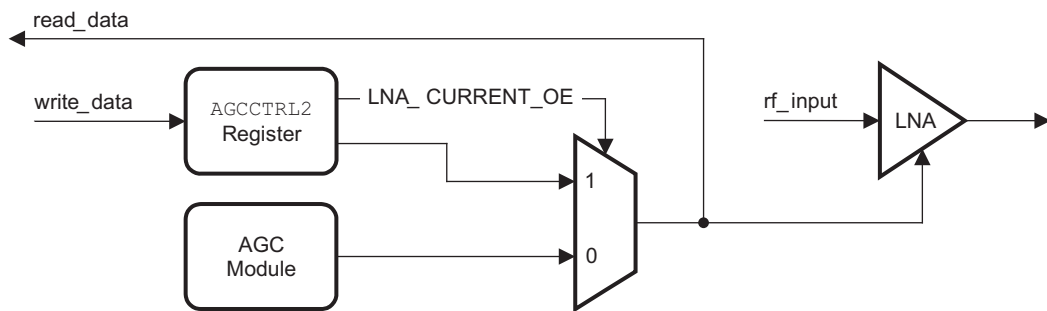 read_data
write_data
AGCCTRL2
Register
LNA_ CURRENT_OE
rf_input
LNA
1
AGC
Module
0